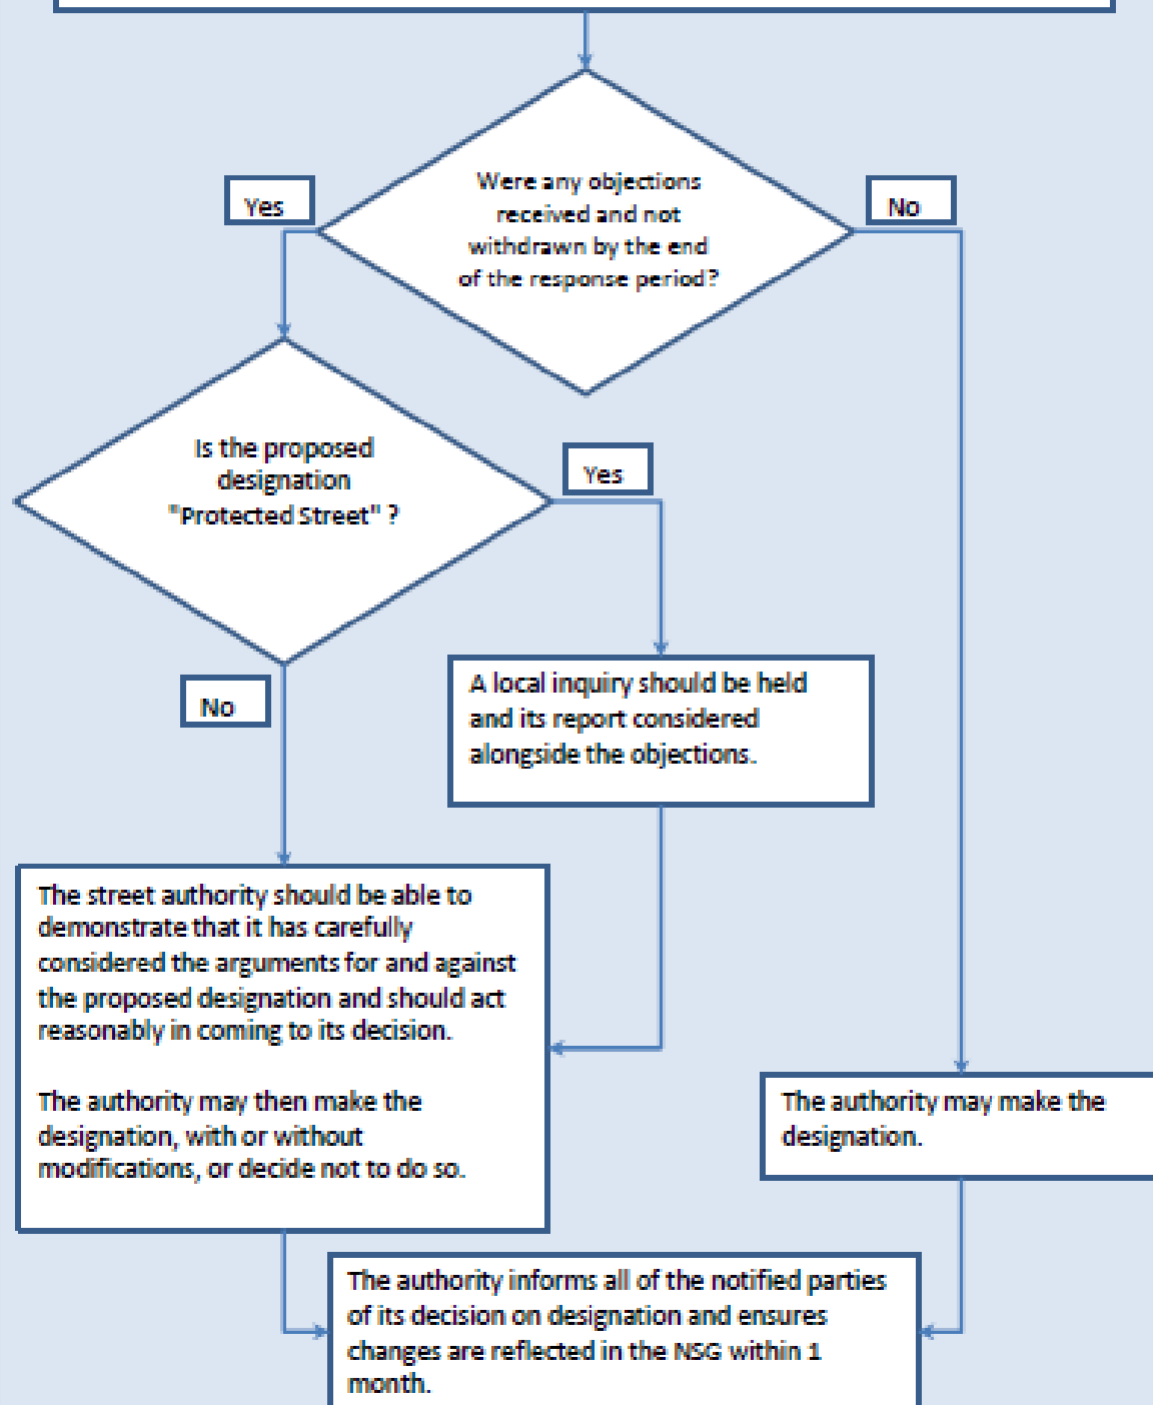 Were any objections
received and not
withdrawn by the end
of the response period?
Yes
No
Is the proposed
designation
"Protected Street" ?
Yes
No
A local inquiry should be held
and its report considered
alongside the objections.
The street authority should be able to
demonstrate that it has carefully
considered the arguments for and against
the proposed designation and should act
reasonably in coming to its decision.
The authority may then make the
designation, with or without
modifications, or decide not to do so.
The authority may make the
designation.
The authority informs all of the notified parties
of its decision on designation and ensures
changes are reflected in the NSG within 1
month.